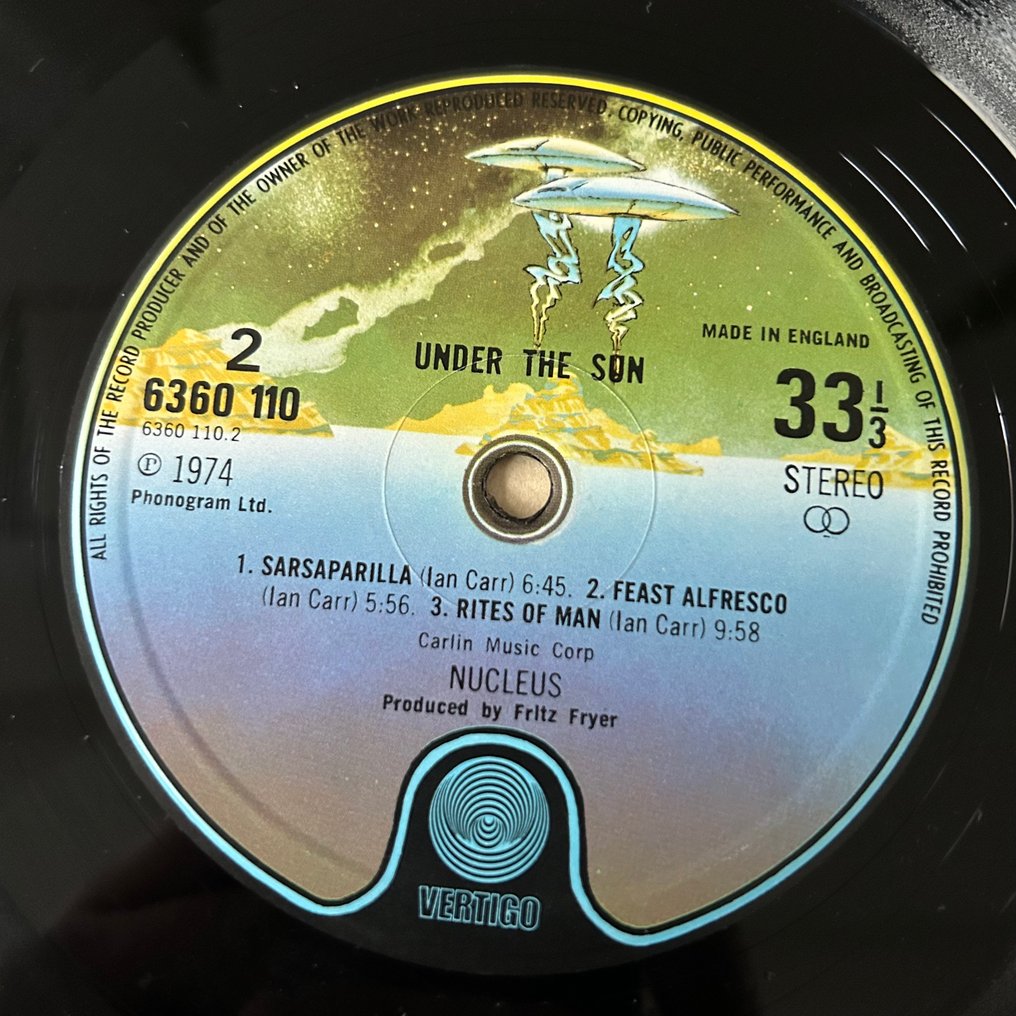 ALL RIGHTS OF THE RECORD PRODUCER AND OF THE OWNER OF THE WORK REPRODUCED RESERVED. COPYING, PUBLIC PERFORMANCE AND BROADCASTING OF THIS RECORD PROHIBITED
MADE IN ENGLAND
2
UNDER THE SUN
6360 110
33 1/3
6360 110.2
Ⓟ 1974
STEREO
Phonogram Ltd.
1. SARSAPARILLA (Ian Carr) 6:45. 2. FEAST ALFRESCO
(Ian Carr) 5:56. 3. RITES OF MAN (Ian Carr) 9:58
Carlin Music Corp
NUCLEUS
Produced by Fritz Fryer
VERTIGO